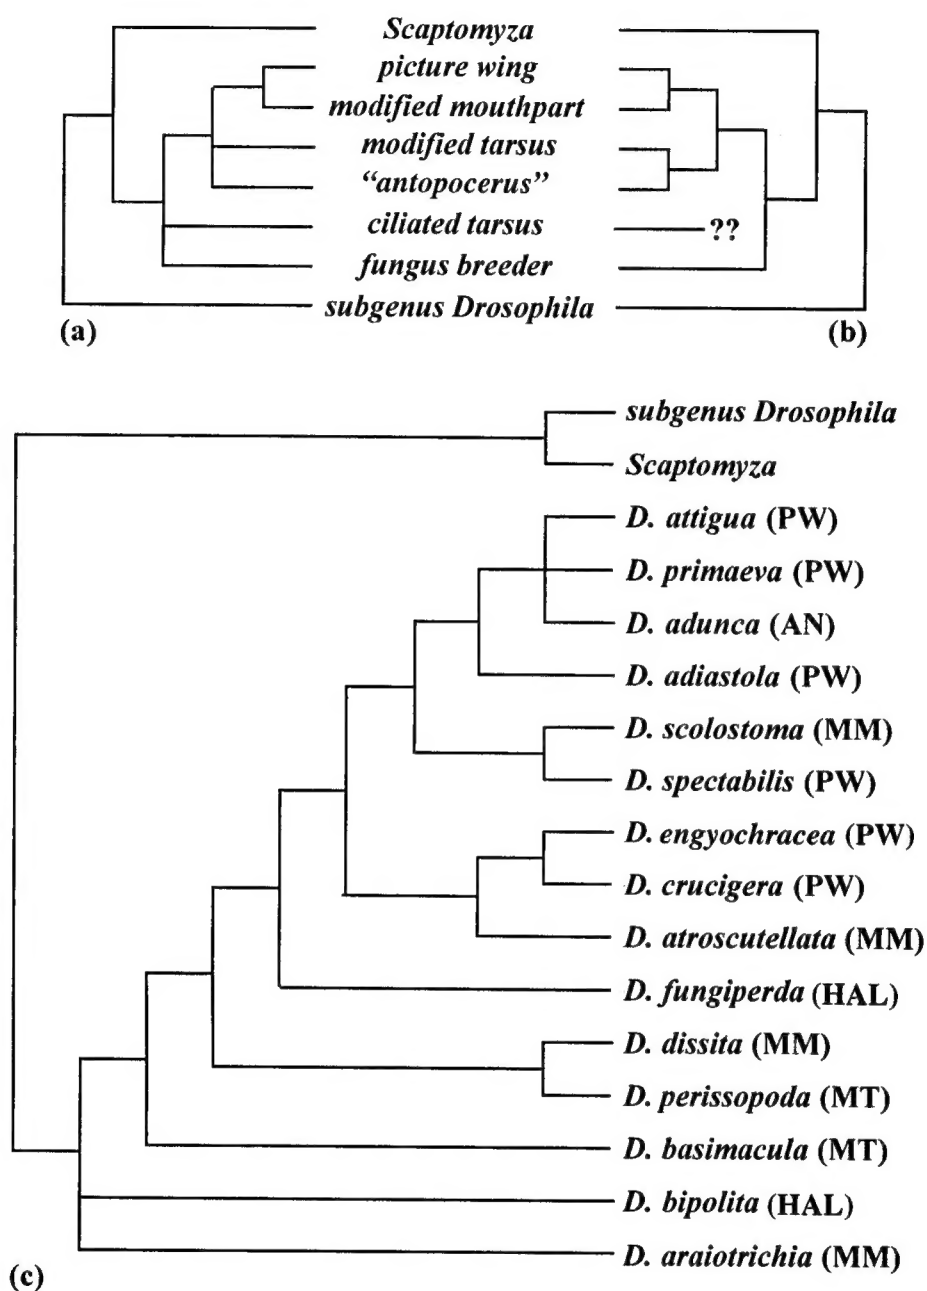 Scaptomyza
picture wing
modified mouthpart
modified tarsus
“antopocerus”
ciliated tarsus ??
fungus breeder
subgenus Drosophila
(a) (b)
subgenus Drosophila
Scaptomyza
D. attigua (PW)
D. primaeva (PW)
D. adunca (AN)
D. adiastola (PW)
D. scolostoma (MM)
D. spectabilis (PW)
D. engyochracea (PW)
D. crucigera (PW)
D. atroscutellata (MM)
D. fungiperda (HAL)
D. dissita (MM)
D. perissopoda (MT)
D. basimacula (MT)
D. bipolita (HAL)
D. araiotrichia (MM)
(c)